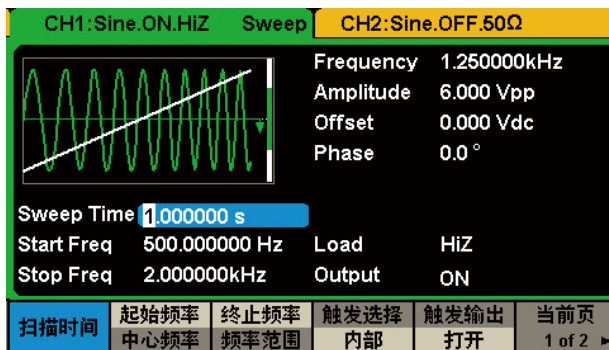 CH1:Sine.ON.HiZ Sweep CH2:Sine.OFF.50Ω
Frequency 1.250000kHz
Amplitude 6.000 Vpp
Offset 0.000 Vdc
Phase 0.0 °
Sweep Time 1.000000 s
Start Freq 500.000000 Hz Load HiZ
Stop Freq 2.000000kHz Output ON
扫描时间 起始频率 终止频率 触发选择 触发输出 当前页
中心频率 频率范围 内部 打开 1 of 2